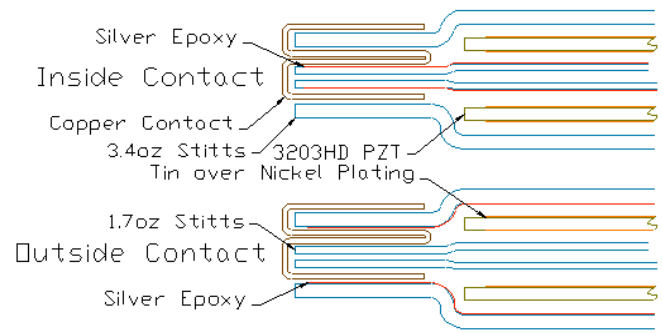 Silver Epoxy
Inside Contact
Copper Contact
3.4oz Stitts
3203HD PZT
Tin over Nickel Plating
1.7oz Stitts
Outside Contact
Silver Epoxy